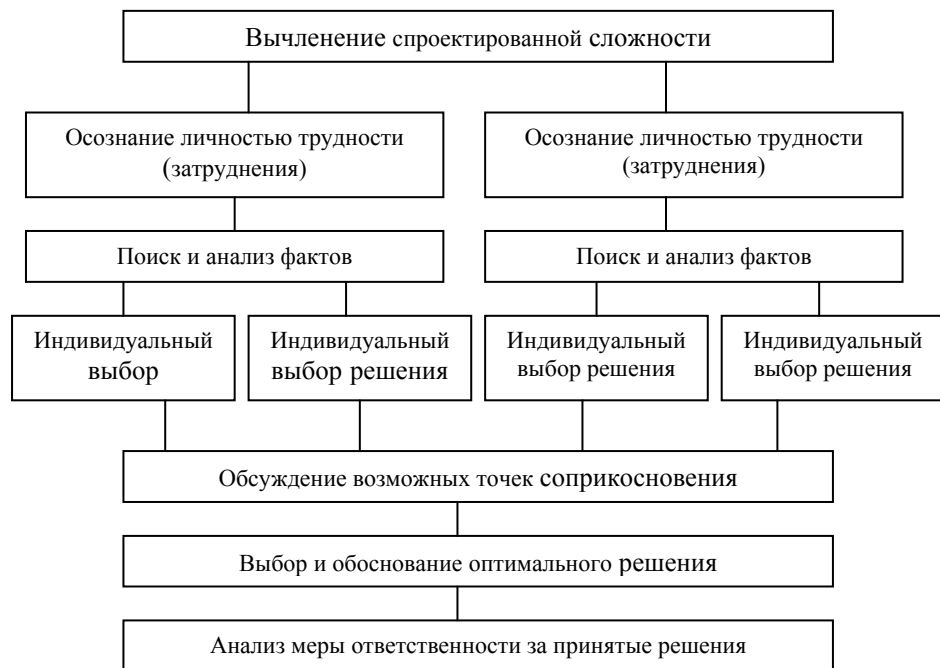 Вычленение спроектированной сложности
Осознание личностью трудности
(затруднения)
Осознание личностью трудности
(затруднения)
Поиск и анализ фактов
Поиск и анализ фактов
Индивидуальный
выбор
Индивидуальный
выбор решения
Индивидуальный
выбор решения
Индивидуальный
выбор решения
Обсуждение возможных точек соприкосновения
Выбор и обоснование оптимального решения
Анализ меры ответственности за принятые решения